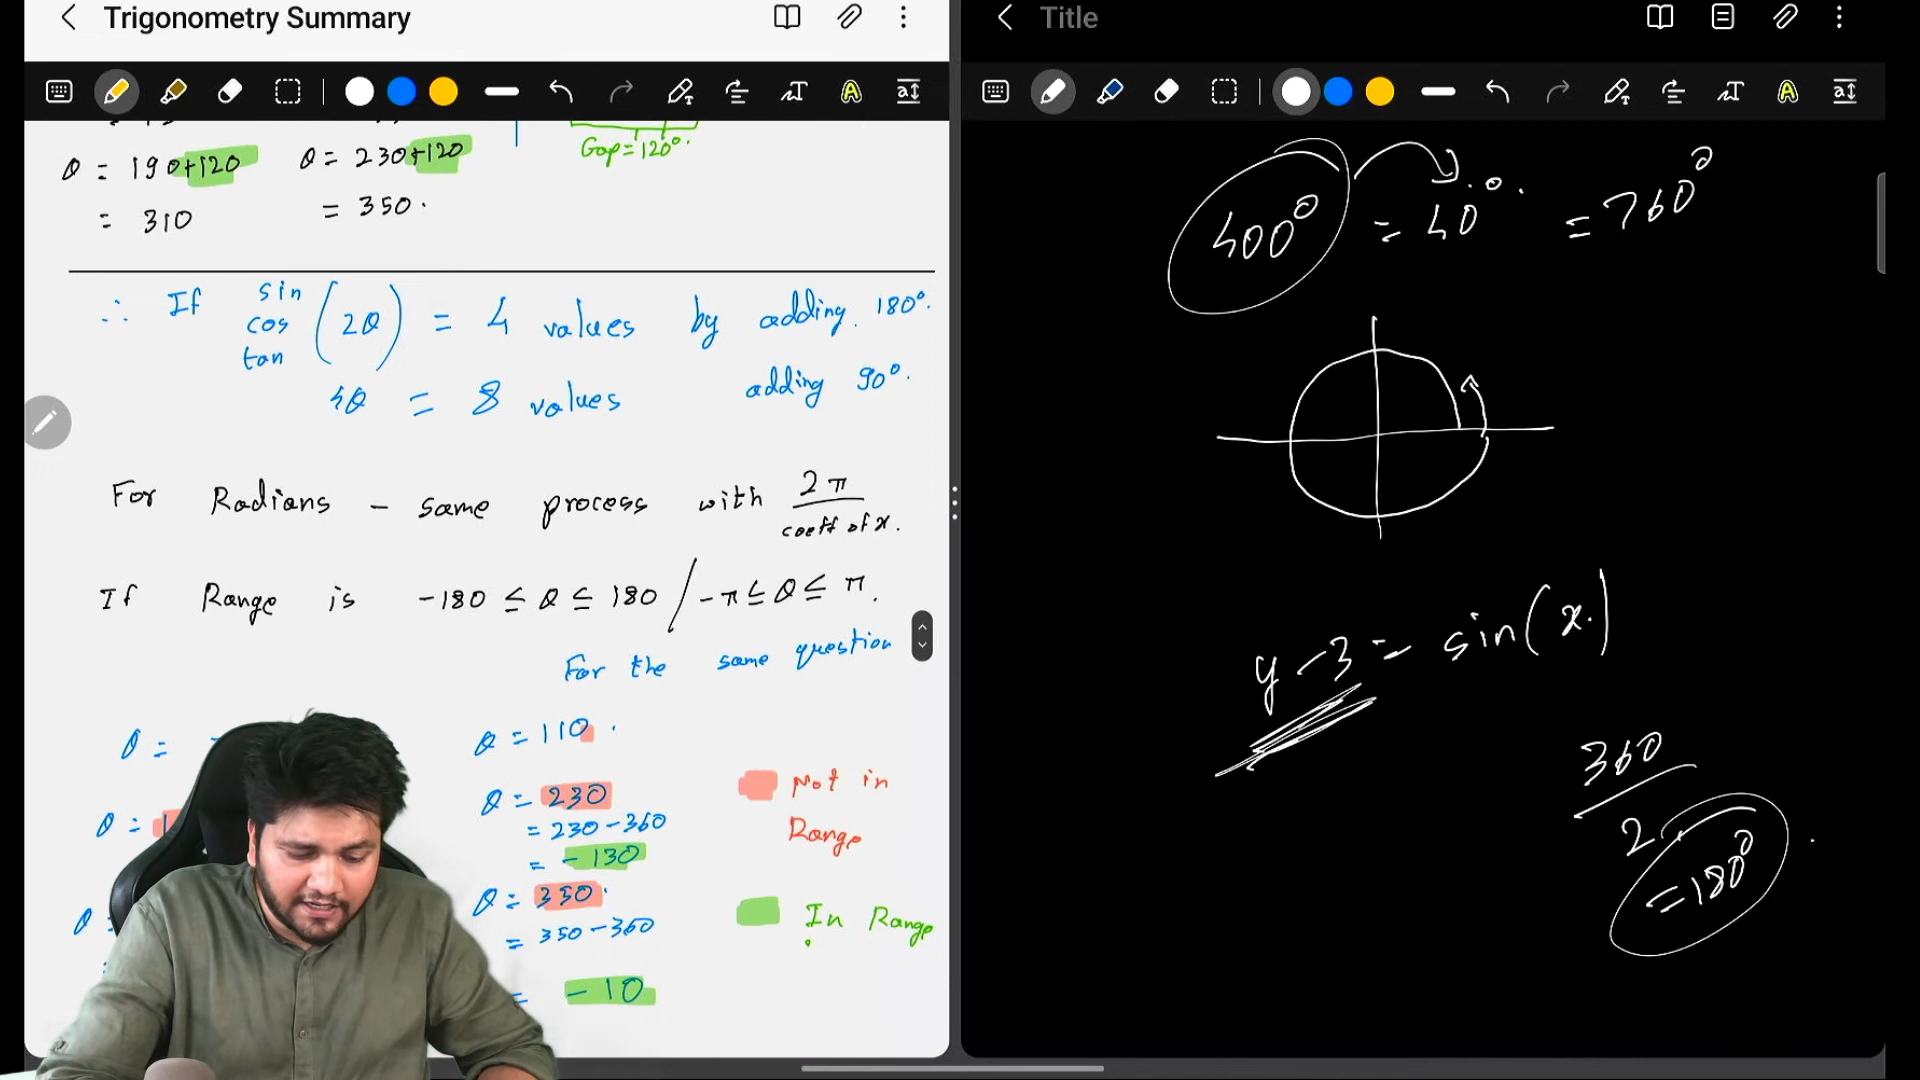 Trigonometry Summary
Gap = 120°.
θ = 190+120
= 310
θ = 230+120
= 350.
∴ If sin cos tan (2θ) = 4 values by adding 180°.
4θ = 8 values adding 90°.
For Radians - same process with 2π / coeff of x.
If Range is -180 ≤ θ ≤ 180 / -π ≤ θ ≤ π.
For the same question
θ =
θ =
θ
θ = 110.
θ = 230
= 230-360
= -130
θ = 350.
= 350-360
= -10
Not in
Range
In Range
Title
400° = 40° = 760°
y - 3 = sin(x)
360
2
= 180°